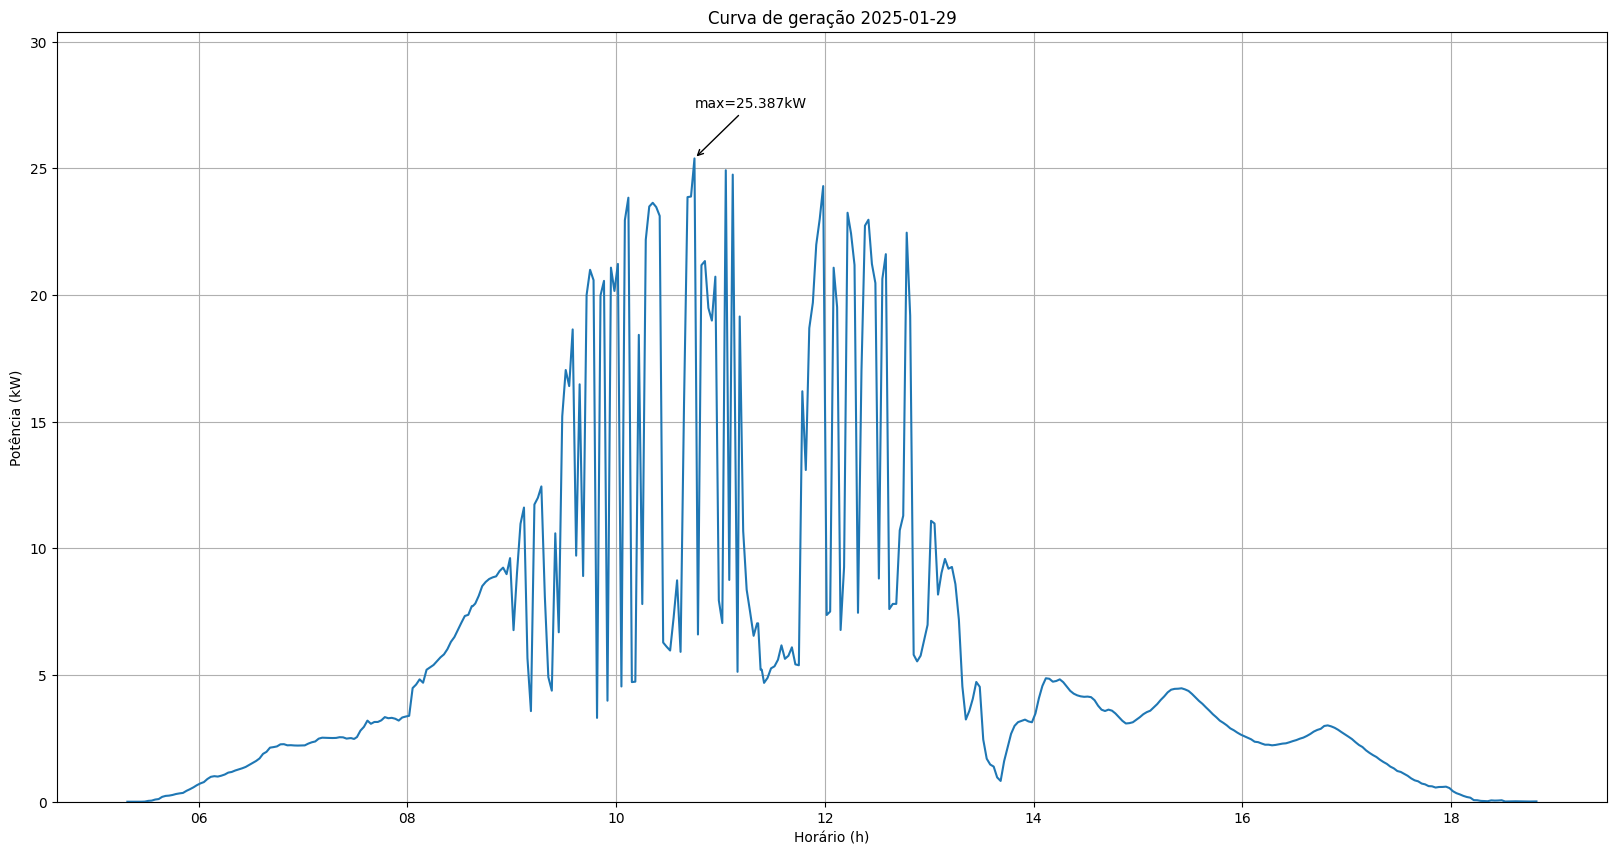 Curva de geração 2025-01-29
30
max=25.387kW
25
20
15
Potência (kW)
10
5
0
06 08 10 12 14 16 18
Horário (h)